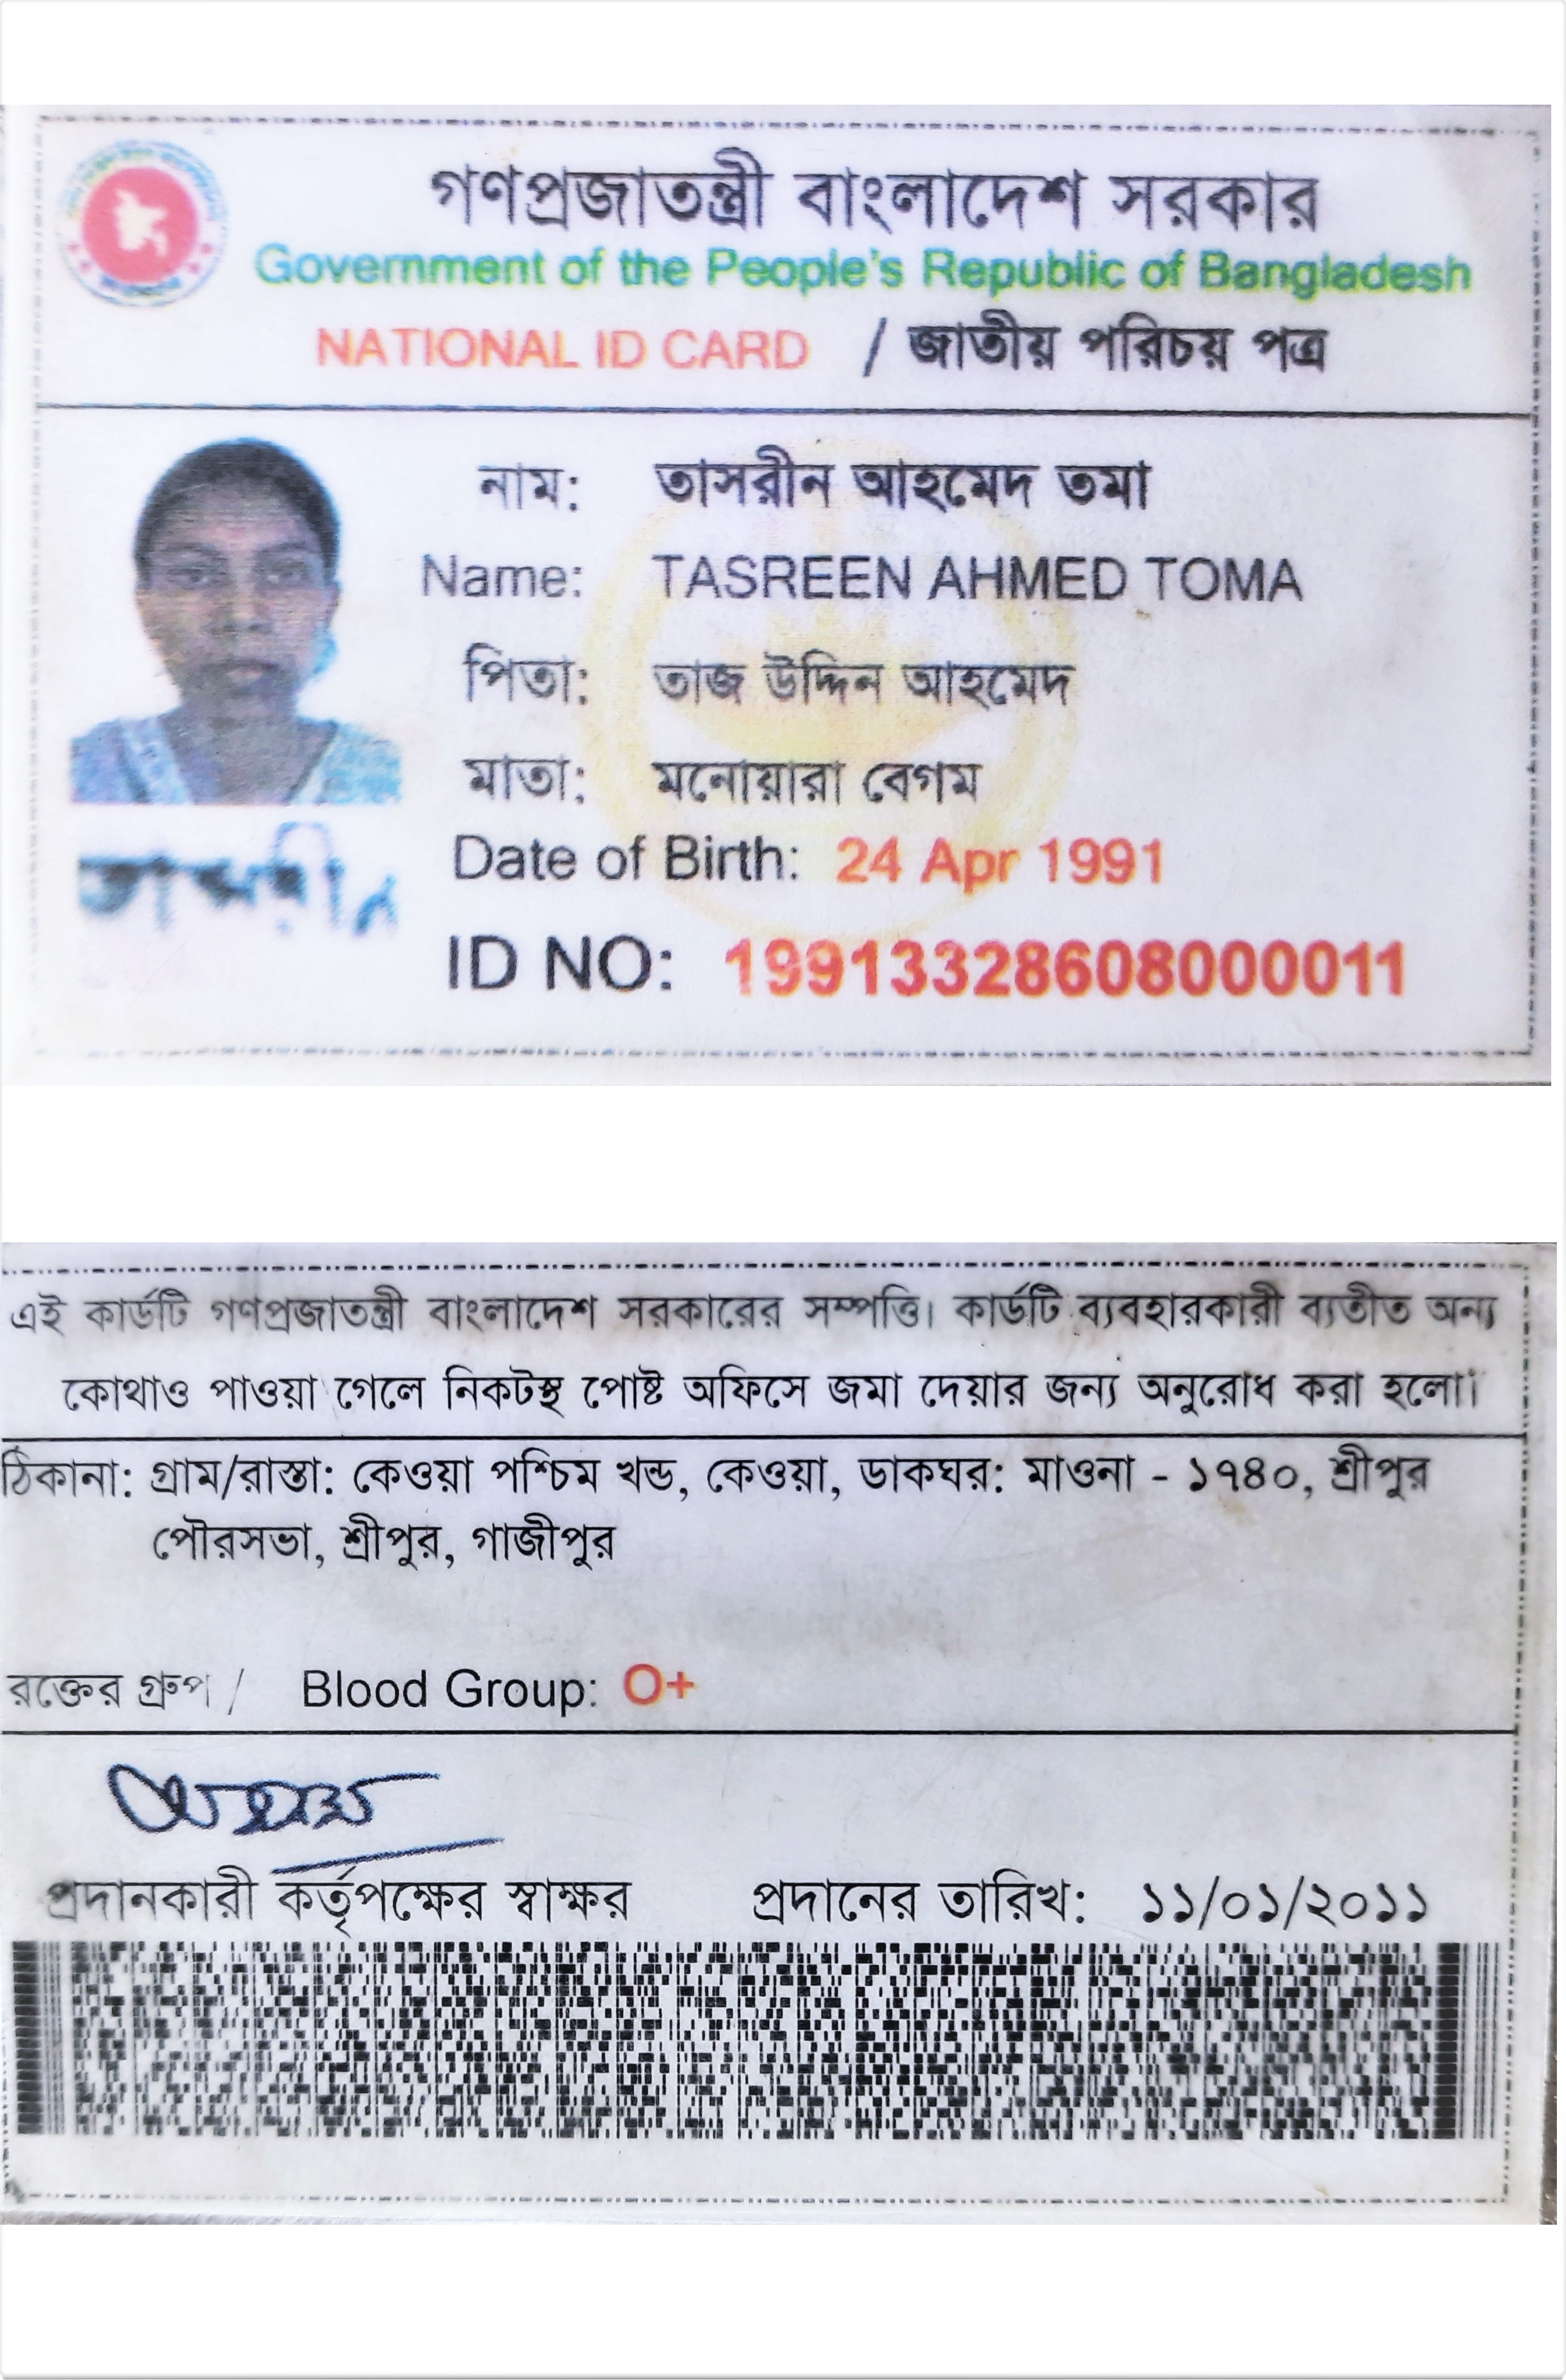 গণপ্রজাতন্ত্রী বাংলাদেশ সরকার
Government of the People's Republic of Bangladesh
NATIONAL ID CARD / জাতীয় পরিচয় পত্র
নাম: তাসরীন আহমেদ তমা
Name: TASREEN AHMED TOMA
পিতা: তাজ উদ্দিন আহমেদ
মাতা: মনোয়ারা বেগম
Date of Birth: 24 Apr 1991
তাসরীন
ID NO: 19913328608000011
এই কার্ডটি গণপ্রজাতন্ত্রী বাংলাদেশ সরকারের সম্পত্তি। কার্ডটি ব্যবহারকারী ব্যতীত অন্য
কোথাও পাওয়া গেলে নিকটস্থ পোষ্ট অফিসে জমা দেয়ার জন্য অনুরোধ করা হলো।
ঠিকানা: গ্রাম/রাস্তা: কেওয়া পশ্চিম খন্ড, কেওয়া, ডাকঘর: মাওনা - ১৭৪০, শ্রীপুর
পৌরসভা, শ্রীপুর, গাজীপুর
রক্তের গ্রুপ / Blood Group: O+
প্রদানকারী কর্তৃপক্ষের স্বাক্ষর প্রদানের তারিখ: ১১/০১/২০১১